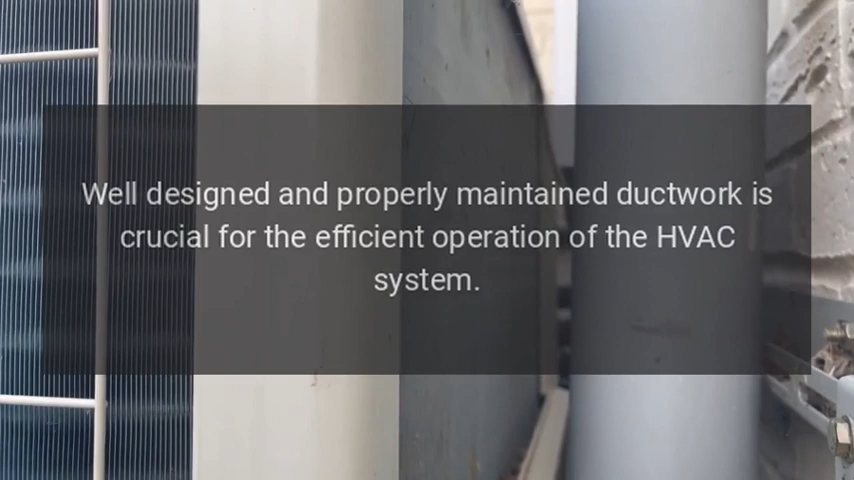 Well designed and properly maintained ductwork is
crucial for the efficient operation of the HVAC
system.